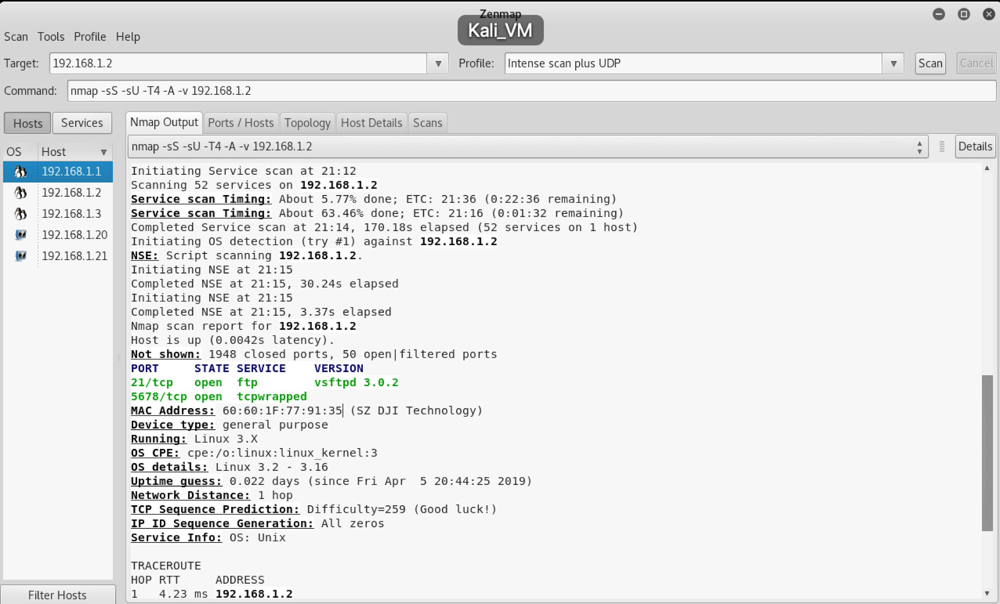 Zenmap
Kali_VM
Scan Tools Profile Help
Target: 192.168.1.2 Profile: Intense scan plus UDP Scan Cancel
Command: nmap -sS -sU -T4 -A -v 192.168.1.2
Hosts Services Nmap Output Ports / Hosts Topology Host Details Scans
nmap -sS -sU -T4 -A -v 192.168.1.2 Details
OS Host
192.168.1.1
192.168.1.2
192.168.1.3
192.168.1.20
192.168.1.21
Filter Hosts
Initiating Service scan at 21:12
Scanning 52 services on 192.168.1.2
Service scan Timing: About 5.77% done; ETC: 21:36 (0:22:36 remaining)
Service scan Timing: About 63.46% done; ETC: 21:16 (0:01:32 remaining)
Completed Service scan at 21:14, 170.18s elapsed (52 services on 1 host)
Initiating OS detection (try #1) against 192.168.1.2
NSE: Script scanning 192.168.1.2.
Initiating NSE at 21:15
Completed NSE at 21:15, 30.24s elapsed
Initiating NSE at 21:15
Completed NSE at 21:15, 3.37s elapsed
Nmap scan report for 192.168.1.2
Host is up (0.0042s latency).
Not shown: 1948 closed ports, 50 open|filtered ports
PORT STATE SERVICE VERSION
21/tcp open ftp vsftpd 3.0.2
5678/tcp open tcpwrapped
MAC Address: 60:60:1F:77:91:35 (SZ DJI Technology)
Device type: general purpose
Running: Linux 3.X
OS CPE: cpe:/o:linux:linux_kernel:3
OS details: Linux 3.2 - 3.16
Uptime guess: 0.022 days (since Fri Apr  5 20:44:25 2019)
Network Distance: 1 hop
TCP Sequence Prediction: Difficulty=259 (Good luck!)
IP ID Sequence Generation: All zeros
Service Info: OS: Unix
TRACEROUTE
HOP RTT ADDRESS
1 4.23 ms 192.168.1.2